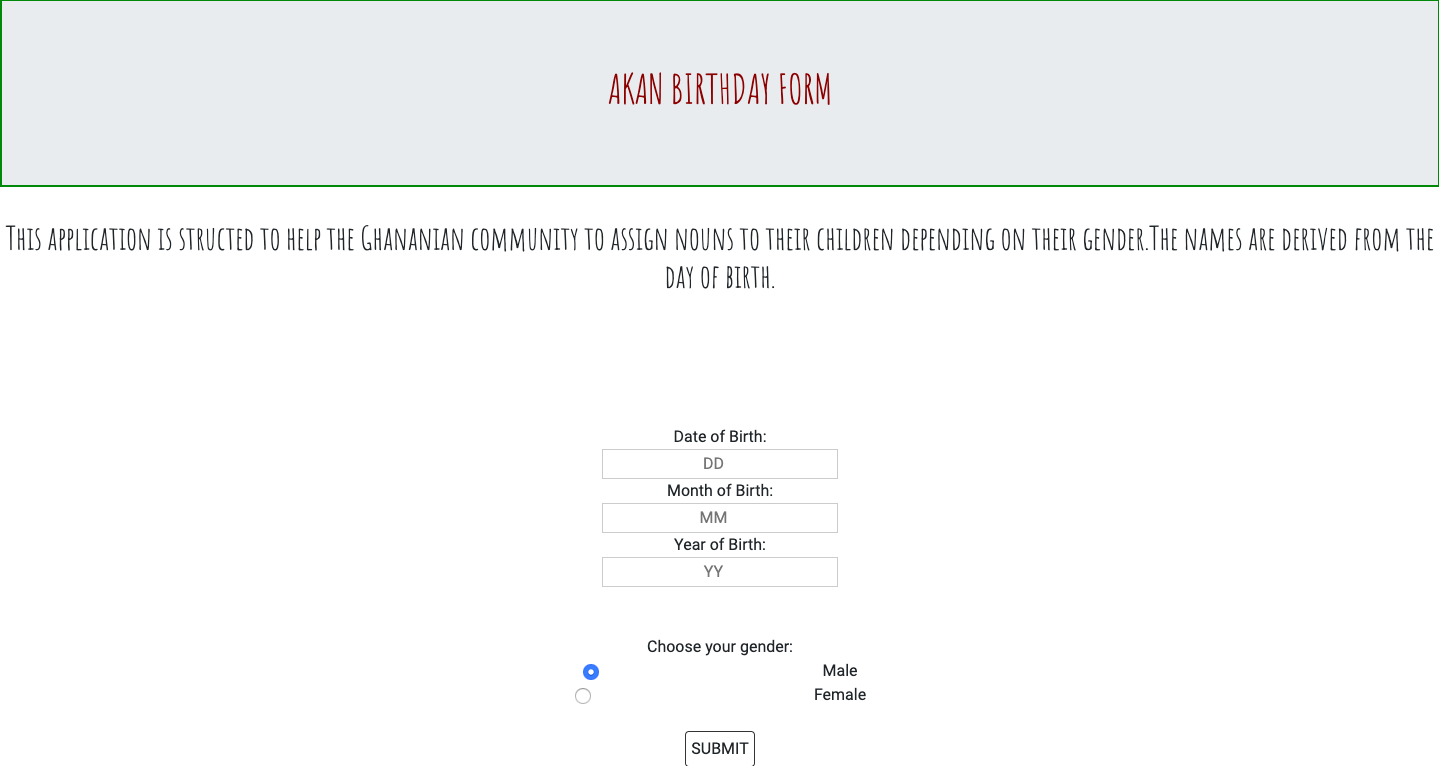 AKAN BIRTHDAY FORM
This application is structed to help the Ghananian community to assign nouns to their children depending on their gender.The names are derived from the
day of birth.
Date of Birth:
DD
Month of Birth:
MM
Year of Birth:
YY
Choose your gender:
Male
Female
SUBMIT